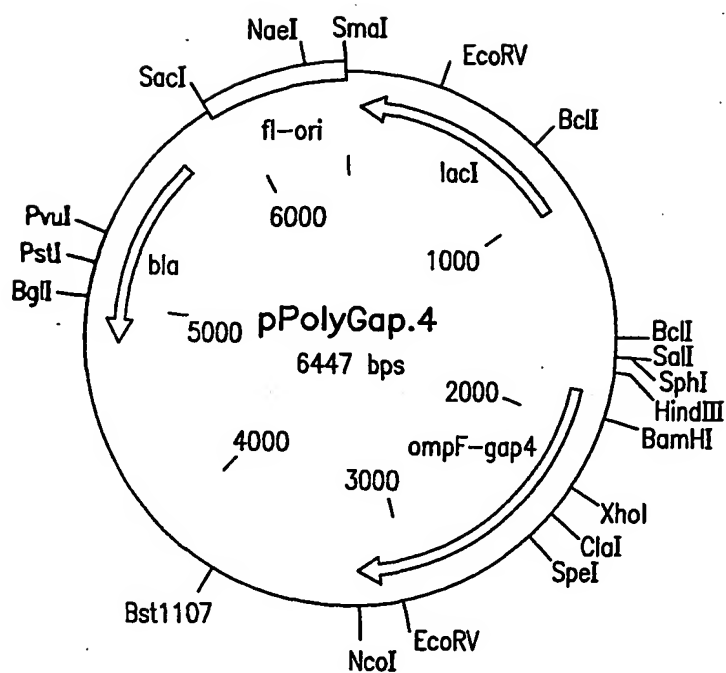 NaeI
SmaI
EcoRV
SacI
BclI
fl-ori
lacI
6000
PvuI
1000
PstI
bla
BglI
5000
pPolyGap.4
BclI
6447 bps
SalI
SphI
2000
HindIII
BamHI
4000
ompF-gap4
3000
XhoI
ClaI
SpeI
Bst1107
EcoRV
NcoI